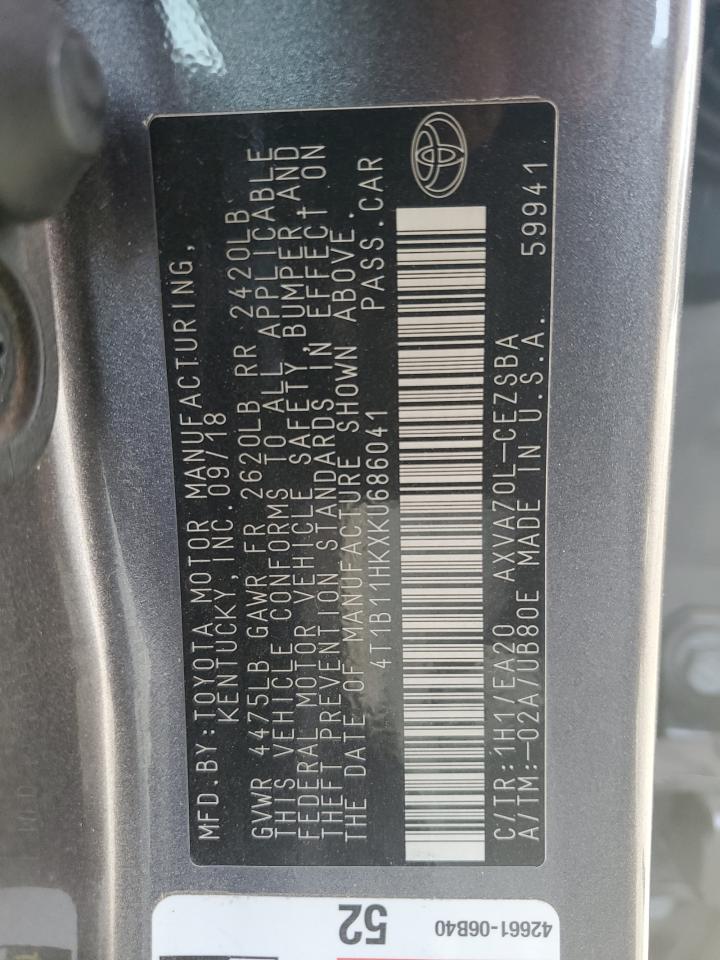 MFD.BY:TOYOTA MOTOR MANUFACTURING,
KENTUCKY, INC. 09/18
GVWR 4475LB GAWR FR 2620LB RR 2420LB
THIS VEHICLE CONFORMS TO ALL APPLICABLE
FEDERAL MOTOR VEHICLE SAFETY, BUMPER, AND
THEFT PREVENTION STANDARDS IN EFFECT ON
THE DATE OF MANUFACTURE SHOWN ABOVE.
4T1B11HKXKU686041 PASS.CAR
C/TR:1H1/EA20 AXVA70L-CEZSBA
A/TM:-02A/UB80E MADE IN U.S.A. 59941
52
42661-06B40